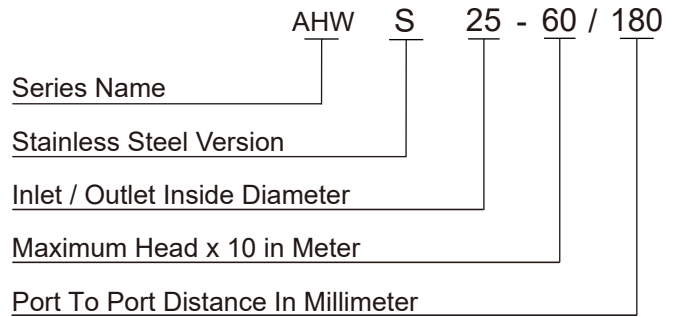 AHW S 25 - 60 / 180
Series Name
Stainless Steel Version
Inlet / Outlet Inside Diameter
Maximum Head x 10 in Meter
Port To Port Distance In Millimeter